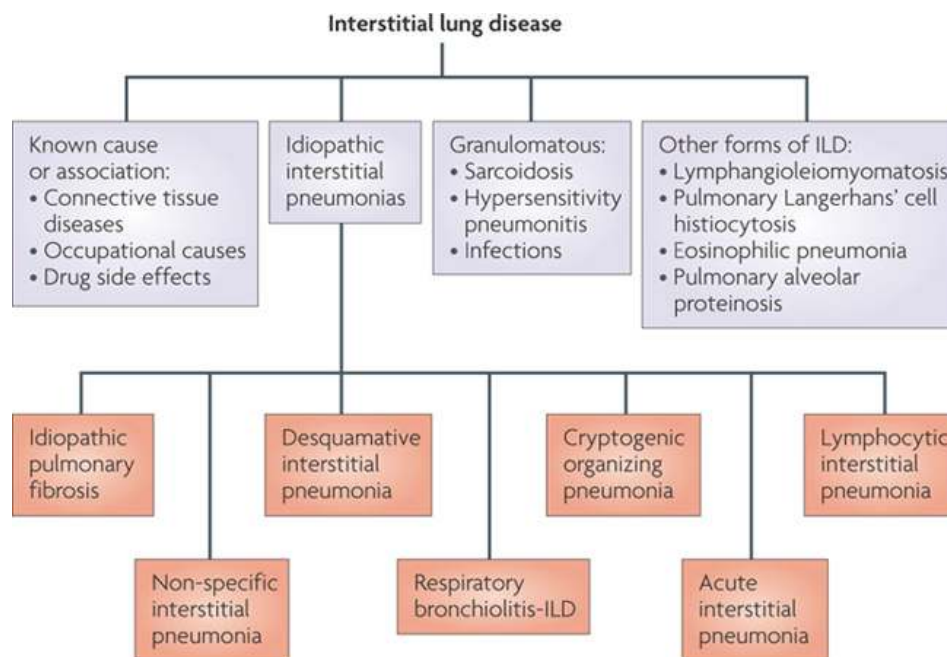 Interstitial lung disease
Known cause
or association:
• Connective tissue
diseases
• Occupational causes
• Drug side effects
Idiopathic
interstitial
pneumonias
Granulomatous:
• Sarcoidosis
• Hypersensitivity
pneumonitis
• Infections
Other forms of ILD:
• Lymphangioleiomyomatosis
• Pulmonary Langerhans’ cell
histiocytosis
• Eosinophilic pneumonia
• Pulmonary alveolar
proteinosis
Idiopathic
pulmonary
fibrosis
Desquamative
interstitial
pneumonia
Cryptogenic
organizing
pneumonia
Lymphocytic
interstitial
pneumonia
Non-specific
interstitial
pneumonia
Respiratory
bronchiolitis-ILD
Acute
interstitial
pneumonia